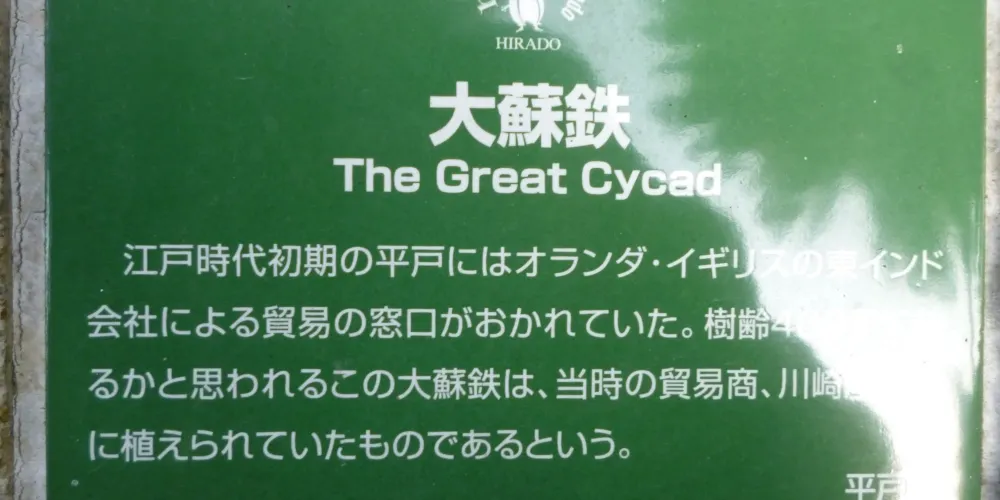 HIRADO
大蘇鉄
The Great Cycad
江戸時代初期の平戸にはオランダ・イギリスの東インド
会社による貿易の窓口がおかれていた。樹齢4
るかと思われるこの大蘇鉄は、当時の貿易商、川崎
に植えられていたものであるという。
平戸